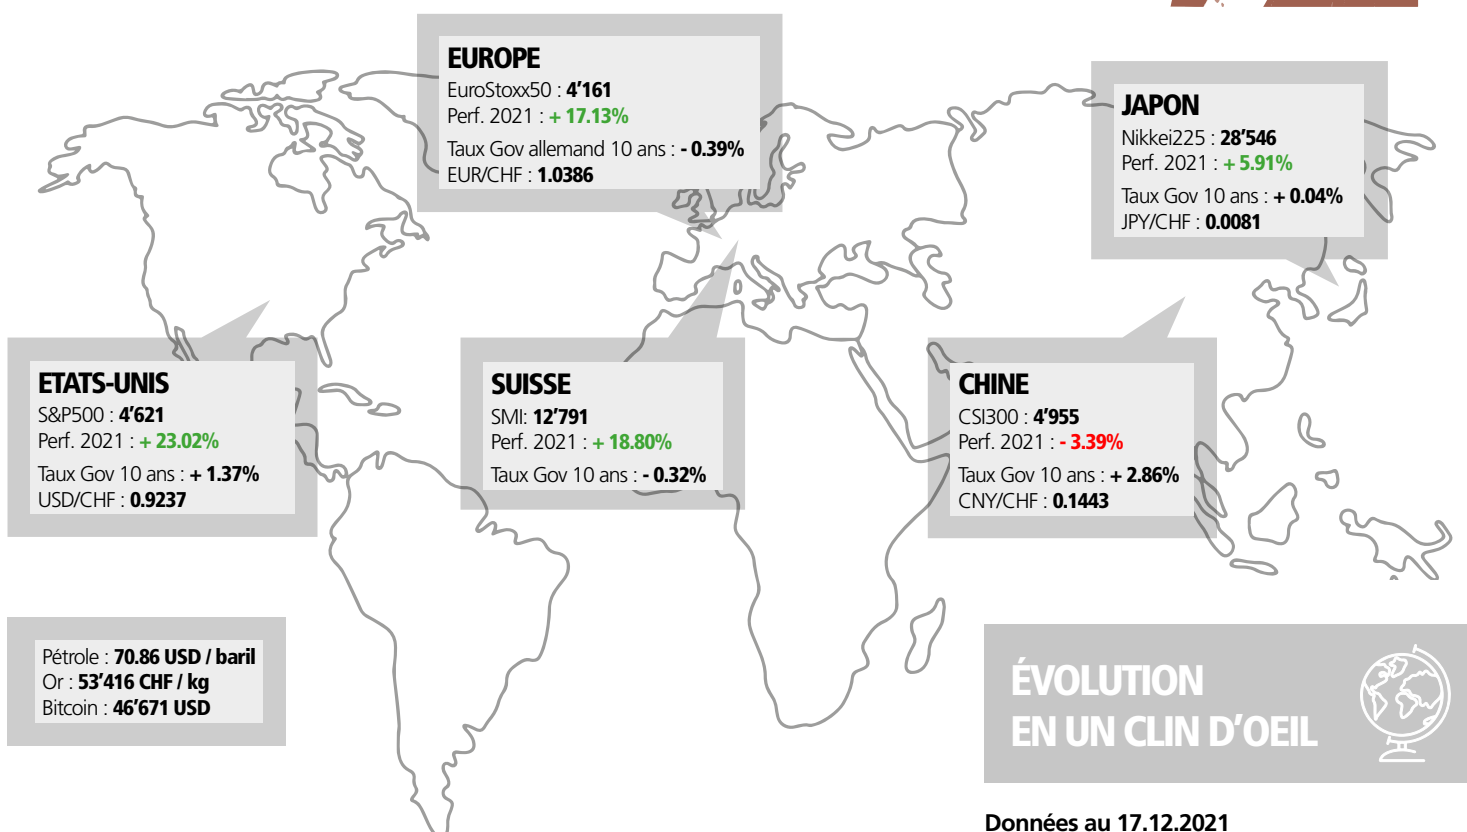 EUROPE
EuroStoxx50 : 4’161
Perf. 2021 : + 17.13%
Taux Gov allemand 10 ans : - 0.39%
EUR/CHF : 1.0386
JAPON
Nikkei225 : 28’546
Perf. 2021 : + 5.91%
Taux Gov 10 ans : + 0.04%
JPY/CHF : 0.0081
ETATS-UNIS
S&P500 : 4’621
Perf. 2021 : + 23.02%
Taux Gov 10 ans : + 1.37%
USD/CHF : 0.9237
SUISSE
SMI: 12’791
Perf. 2021 : + 18.80%
Taux Gov 10 ans : - 0.32%
CHINE
CSI300 : 4’955
Perf. 2021 : - 3.39%
Taux Gov 10 ans : + 2.86%
CNY/CHF : 0.1443
Pétrole : 70.86 USD / baril
Or : 53’416 CHF / kg
Bitcoin : 46’671 USD
ÉVOLUTION
EN UN CLIN D’OEIL
Données au 17.12.2021